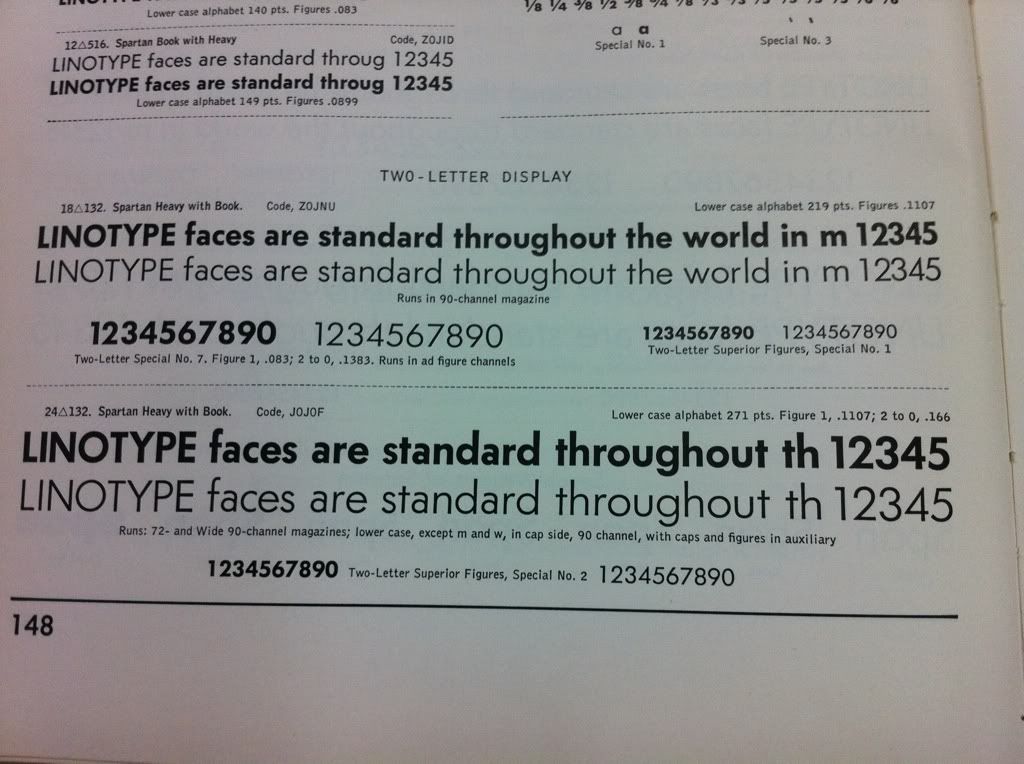 Lower case alphabet 140 pts. Figures .083
12△516. Spartan Book with Heavy Code, ZOJID
LINOTYPE faces are standard throug 12345
LINOTYPE faces are standard throug 12345
Lower case alphabet 149 pts. Figures .0899
⅛ ¼ ⅜ ½
a a
Special No. 1
Special No. 3
TWO-LETTER DISPLAY
18△132. Spartan Heavy with Book. Code, ZOJNU Lower case alphabet 219 pts. Figures .1107
LINOTYPE faces are standard throughout the world in m 12345
LINOTYPE faces are standard throughout the world in m 12345
Runs in 90-channel magazine
1234567890 1234567890
Two-Letter Special No. 7. Figure 1, .083; 2 to 0, .1383. Runs in ad figure channels
1234567890 1234567890
Two-Letter Superior Figures, Special No. 1
24△132. Spartan Heavy with Book. Code, JOJOF Lower case alphabet 271 pts. Figure 1, .1107; 2 to 0, .166
LINOTYPE faces are standard throughout th 12345
LINOTYPE faces are standard throughout th 12345
Runs: 72- and Wide 90-channel magazines; lower case, except m and w, in cap side, 90 channel, with caps and figures in auxiliary
1234567890 Two-Letter Superior Figures, Special No. 2 1234567890
148